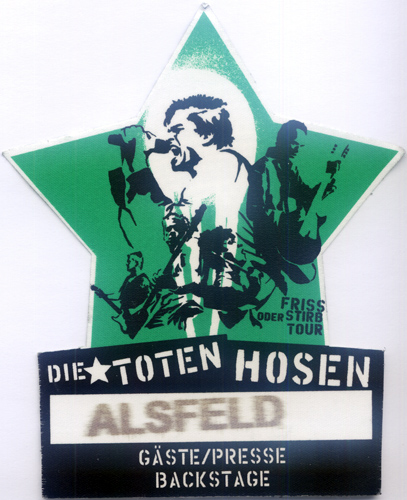 FRISS
ODER STIRB
TOUR
DIE★TOTEN HOSEN
ALSFELD
GÄSTE/PRESSE
BACKSTAGE